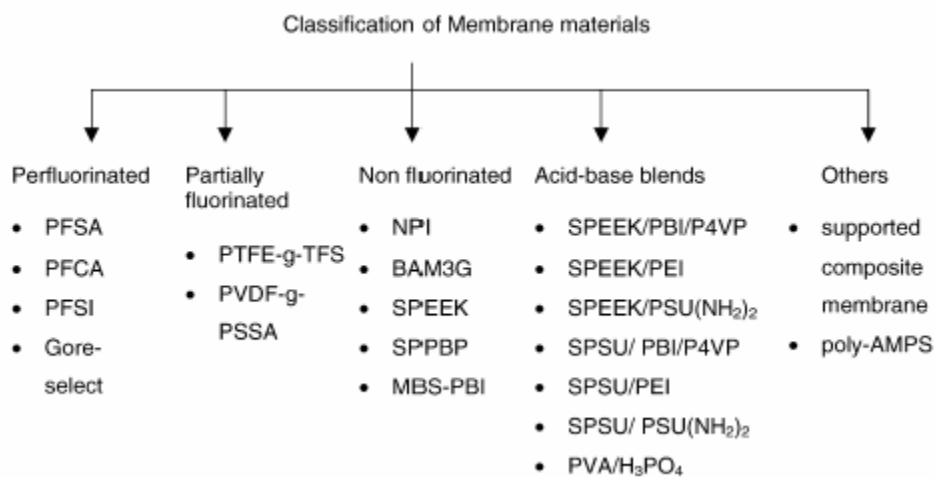 Classification of Membrane materials
Perfluorinated
• PFSA
• PFCA
• PFSI
• Gore-
select
Partially
fluorinated
• PTFE-g-TFS
• PVDF-g-
PSSA
Non fluorinated
• NPI
• BAM3G
• SPEEK
• SPPBP
• MBS-PBI
Acid-base blends
• SPEEK/PBI/P4VP
• SPEEK/PEI
• SPEEK/PSU(NH₂)₂
• SPSU/ PBI/P4VP
• SPSU/PEI
• SPSU/ PSU(NH₂)₂
• PVA/H₃PO₄
Others
• supported
composite
membrane
• poly-AMPS